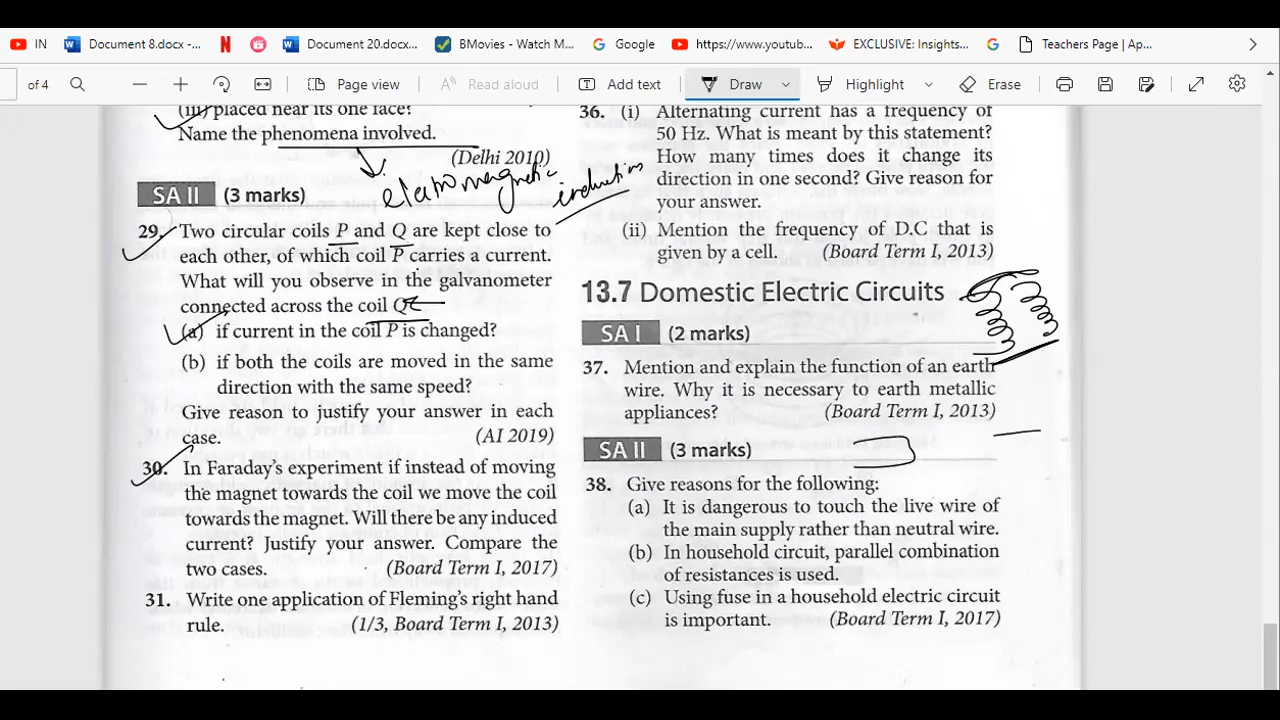 IN
Document 8.docx -
Document 20.docx...
BMovies - Watch M...
Google
https://www.youtub...
EXCLUSIVE: Insights...
Teachers Page | Ap...
of 4
Page view
Read aloud
Add text
Draw
Highlight
Erase
(iii) placed near its one face?
Name the phenomena involved.
(Delhi 2010)
electromagnetic induction
SA II (3 marks)
29. Two circular coils P and Q are kept close to
each other, of which coil P carries a current.
What will you observe in the galvanometer
connected across the coil Q
(a) if current in the coil P is changed?
(b) if both the coils are moved in the same
direction with the same speed?
Give reason to justify your answer in each
case. (AI 2019)
30. In Faraday's experiment if instead of moving
the magnet towards the coil we move the coil
towards the magnet. Will there be any induced
current? Justify your answer. Compare the
two cases. (Board Term I, 2017)
31. Write one application of Fleming's right hand
rule. (1/3, Board Term I, 2013)
36. (i) Alternating current has a frequency of
50 Hz. What is meant by this statement?
How many times does it change its
direction in one second? Give reason for
your answer.
(ii) Mention the frequency of D.C that is
given by a cell. (Board Term I, 2013)
13.7 Domestic Electric Circuits
SA I (2 marks)
37. Mention and explain the function of an earth
wire. Why it is necessary to earth metallic
appliances? (Board Term I, 2013)
SA II (3 marks)
38. Give reasons for the following:
(a) It is dangerous to touch the live wire of
the main supply rather than neutral wire.
(b) In household circuit, parallel combination
of resistances is used.
(c) Using fuse in a household electric circuit
is important. (Board Term I, 2017)